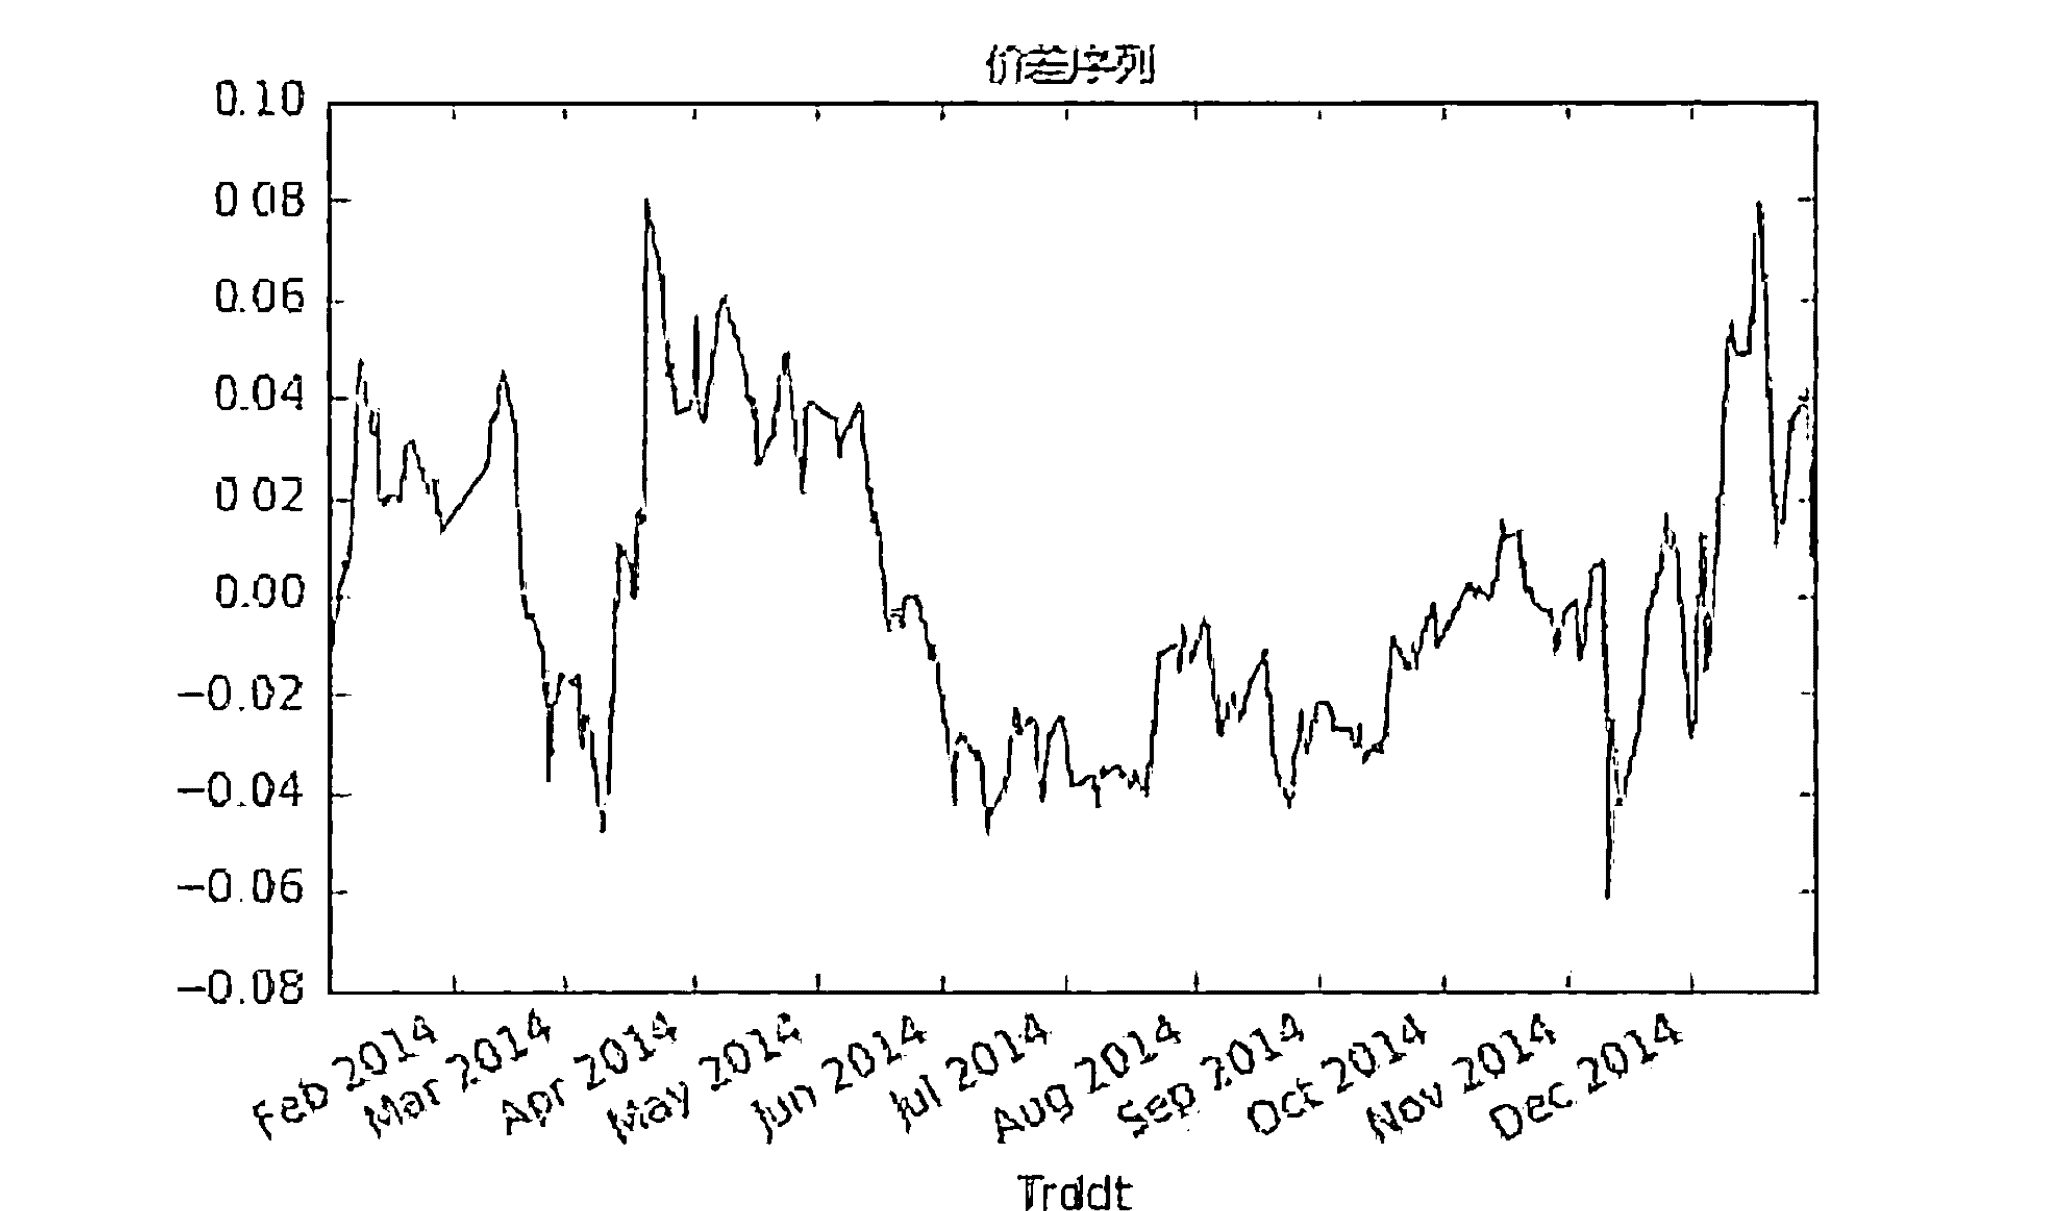 价差序列
0.10
0.08
0.06
0.04
0.02
0.00
−0.02
−0.04
−0.06
−0.08
Feb 2014
Mar 2014
Apr 2014
May 2014
Jun 2014
Jul 2014
Aug 2014
Sep 2014
Oct 2014
Nov 2014
Dec 2014
Trddt